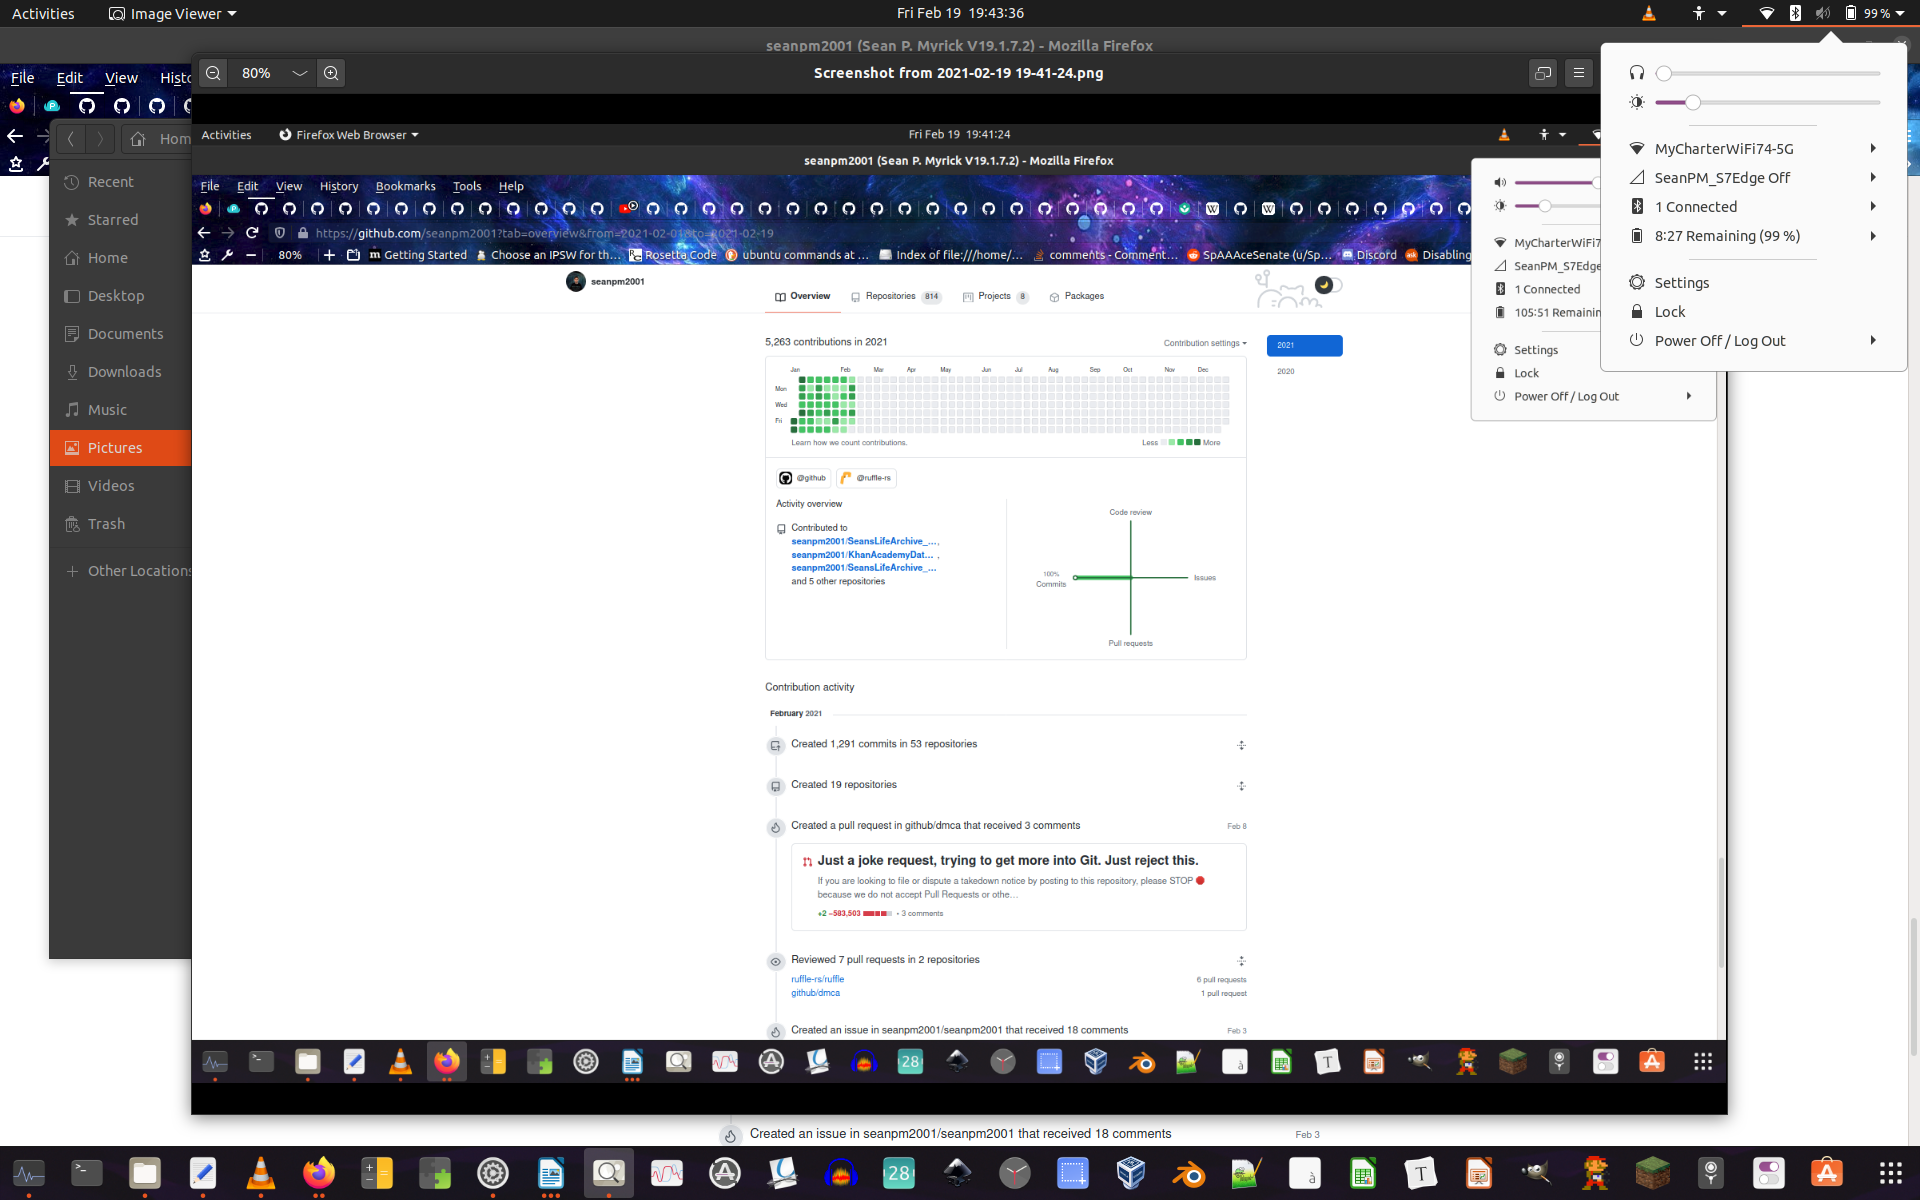 Activities
Image Viewer
Fri Feb 19 19:43:36
99 %
seanpm2001 (Sean P. Myrick V19.1.7.2) - Mozilla Firefox
80%
Screenshot from 2021-02-19 19-41-24.png
File Edit View
Home
Recent
Starred
Home
Desktop
Documents
Downloads
Music
Pictures
Videos
Trash
Other Locations
Activities
Firefox Web Browser
Fri Feb 19 19:41:24
seanpm2001 (Sean P. Myrick V19.1.7.2) - Mozilla Firefox
File Edit View History Bookmarks Tools Help
https://github.com/seanpm2001?tab=overview&from=2021-02-01&to=2021-02-19
80%
Getting Started
Choose an IPSW for th...
Rosetta Code
ubuntu commands at ...
Index of file:///home/...
comments - Comment...
SpAAAceSenate (u/Sp...
Discord
Disabling
seanpm2001
Overview
Repositories 814
Projects 8
Packages
5,263 contributions in 2021
Contribution settings
2021
2020
Jan Feb Mar Apr May Jun Jul Aug Sep Oct Nov Dec
Mon
Wed
Fri
Learn how we count contributions.
Less
More
@github
@ruffle-rs
Activity overview
Contributed to
seanpm2001/SeansLifeArchive_...,
seanpm2001/KhanAcademyDat... ,
seanpm2001/SeansLifeArchive_...
and 5 other repositories
Code review
100%
Commits
Issues
Pull requests
Contribution activity
February 2021
Created 1,291 commits in 53 repositories
Created 19 repositories
Created a pull request in github/dmca that received 3 comments
Feb 8
Just a joke request, trying to get more into Git. Just reject this.
If you are looking to file or dispute a takedown notice by posting to this repository, please STOP
because we do not accept Pull Requests or othe...
+2 −583,503 • 3 comments
Reviewed 7 pull requests in 2 repositories
ruffle-rs/ruffle
6 pull requests
github/dmca
1 pull request
Created an issue in seanpm2001/seanpm2001 that received 18 comments
Feb 3
MyCharterWiFi7
SeanPM_S7Edge
1 Connected
105:51 Remainin
Settings
Lock
Power Off / Log Out
MyCharterWiFi74-5G
SeanPM_S7Edge Off
1 Connected
8:27 Remaining (99 %)
Settings
Lock
Power Off / Log Out
28
Created an issue in seanpm2001/seanpm2001 that received 18 comments
Feb 3
28